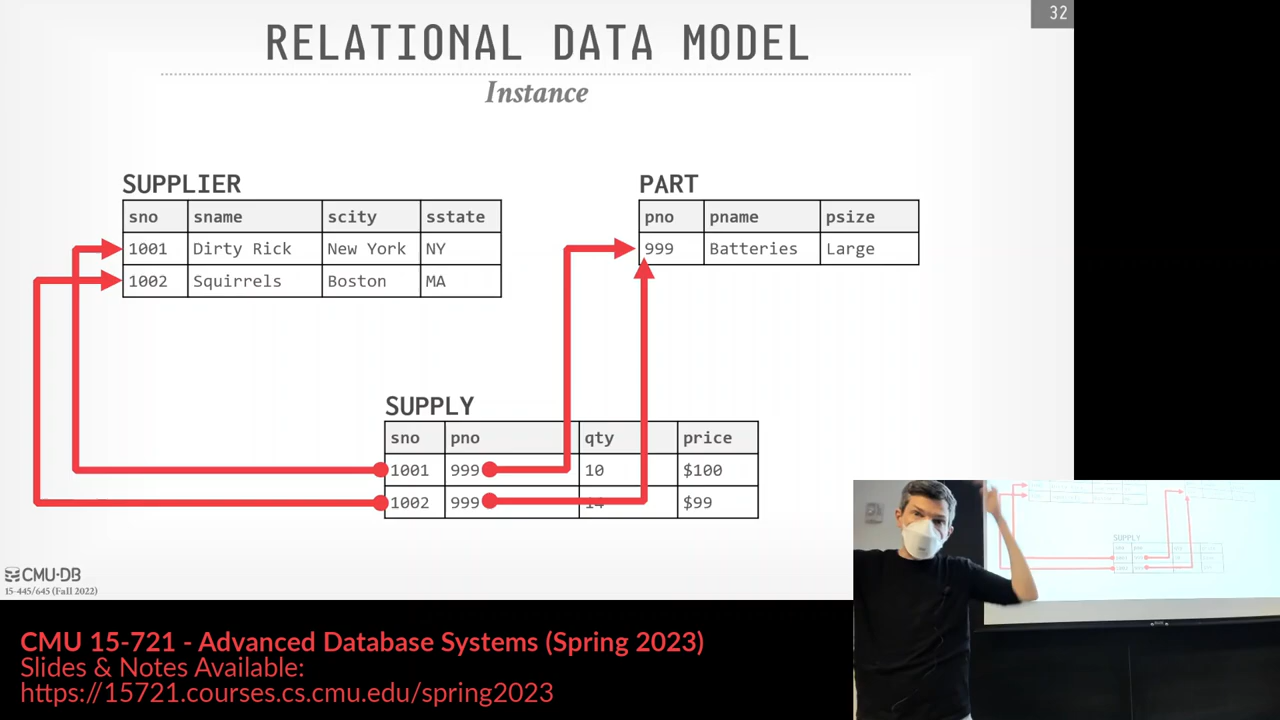 32
RELATIONAL DATA MODEL
Instance
SUPPLIER
sno sname scity sstate
1001 Dirty Rick New York NY
1002 Squirrels Boston MA
PART
pno pname psize
999 Batteries Large
SUPPLY
sno pno qty price
1001 999 10 $100
1002 999 14 $99
CMU·DB
15-445/645 (Fall 2022)
SUPPLY
CMU 15-721 - Advanced Database Systems (Spring 2023)
Slides & Notes Available:
https://15721.courses.cs.cmu.edu/spring2023